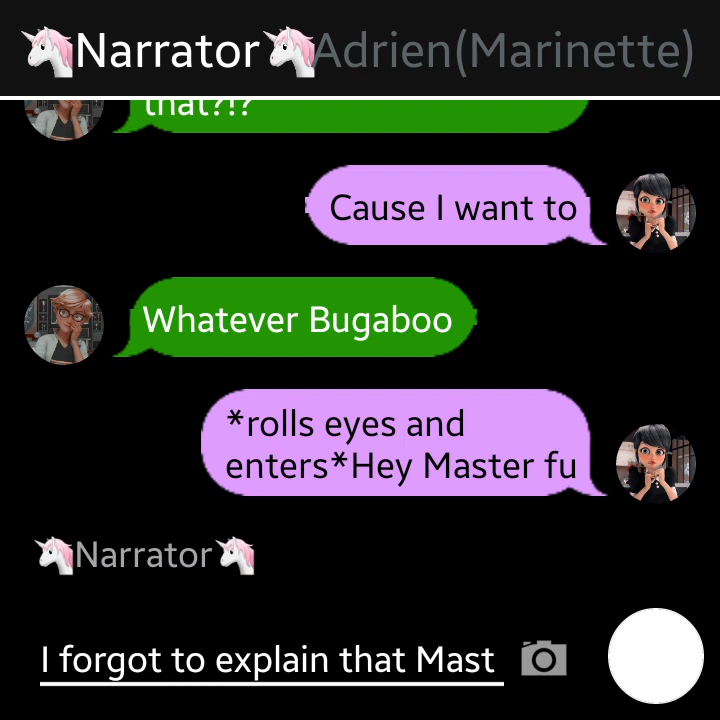 🦄Narrator🦄Adrien(Marinette)
that?!?
Cause I want to
Whatever Bugaboo
*rolls eyes and
enters*Hey Master fu
🦄Narrator🦄
I forgot to explain that Mast